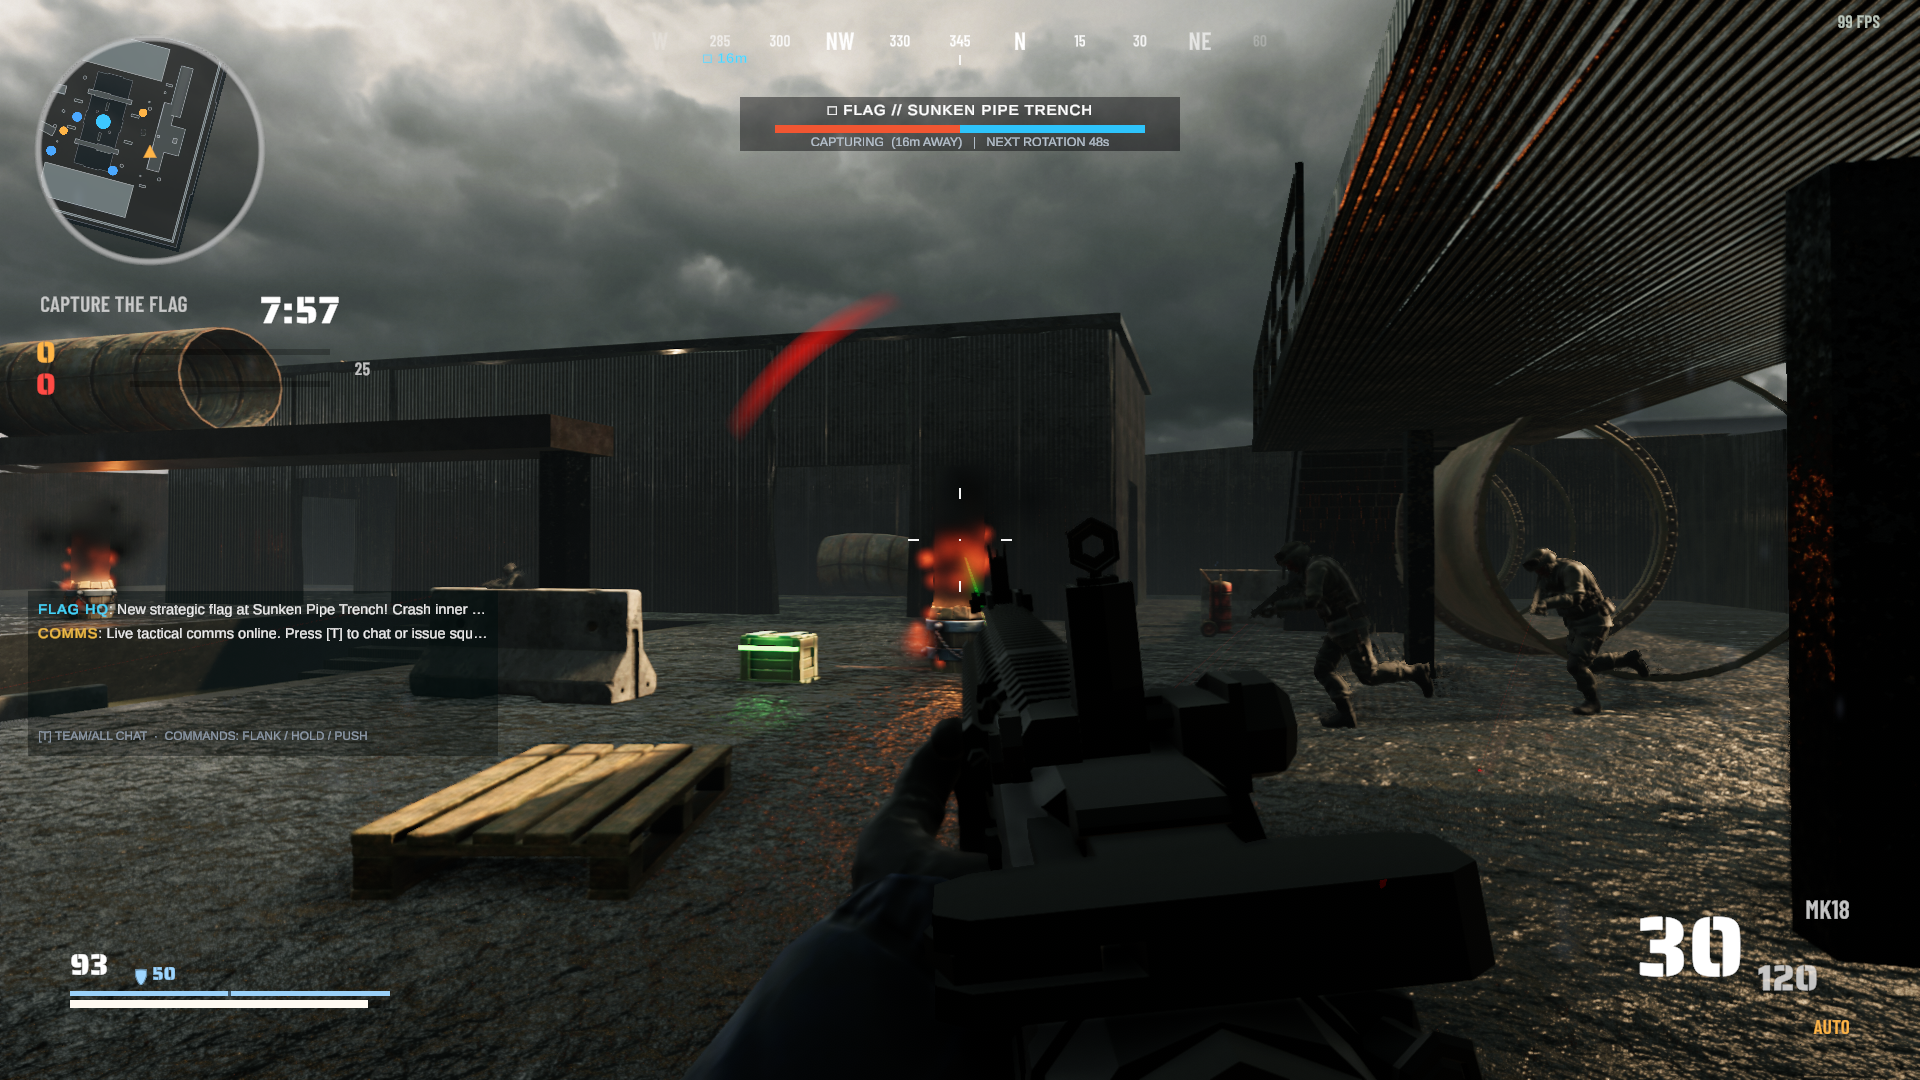 99 FPS
W 285 300 NW 330 345 N 15 30 NE 60
16m
FLAG // SUNKEN PIPE TRENCH
CAPTURING (16m AWAY) | NEXT ROTATION 48s
CAPTURE THE FLAG 7:57
0
25
0
FLAG HQ: New strategic flag at Sunken Pipe Trench! Crash inner ...
COMMS: Live tactical comms online. Press [T] to chat or issue squ...
[T] TEAM/ALL CHAT · COMMANDS: FLANK / HOLD / PUSH
93 50
MK18
30 120
AUTO